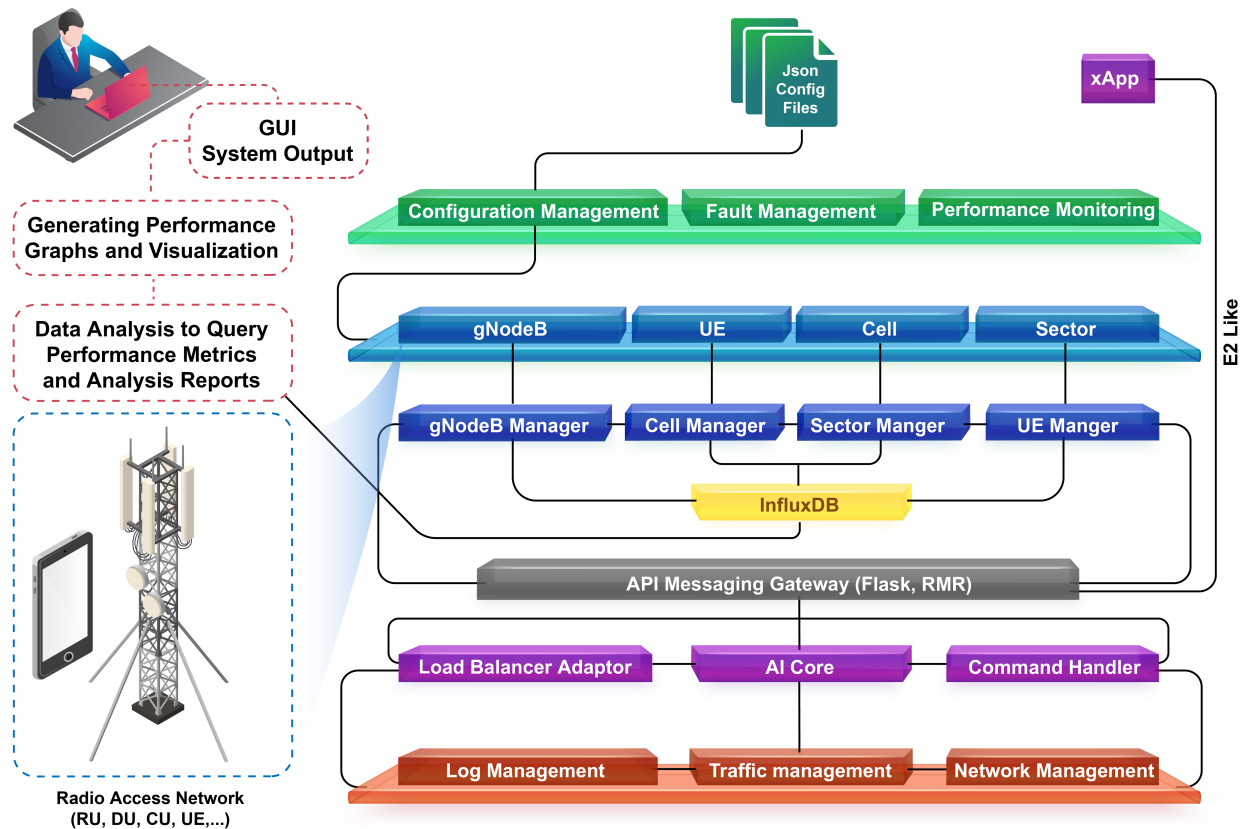 Json
Config
Files
xApp
GUI
System Output
Generating Performance
Graphs and Visualization
Data Analysis to Query
Performance Metrics
and Analysis Reports
Configuration Management
Fault Management
Performance Monitoring
gNodeB
UE
Cell
Sector
E2 Like
gNodeB Manager
Cell Manager
Sector Manger
UE Manger
InfluxDB
API Messaging Gateway (Flask, RMR)
Load Balancer Adaptor
AI Core
Command Handler
Log Management
Traffic management
Network Management
Radio Access Network
(RU, DU, CU, UE,...)